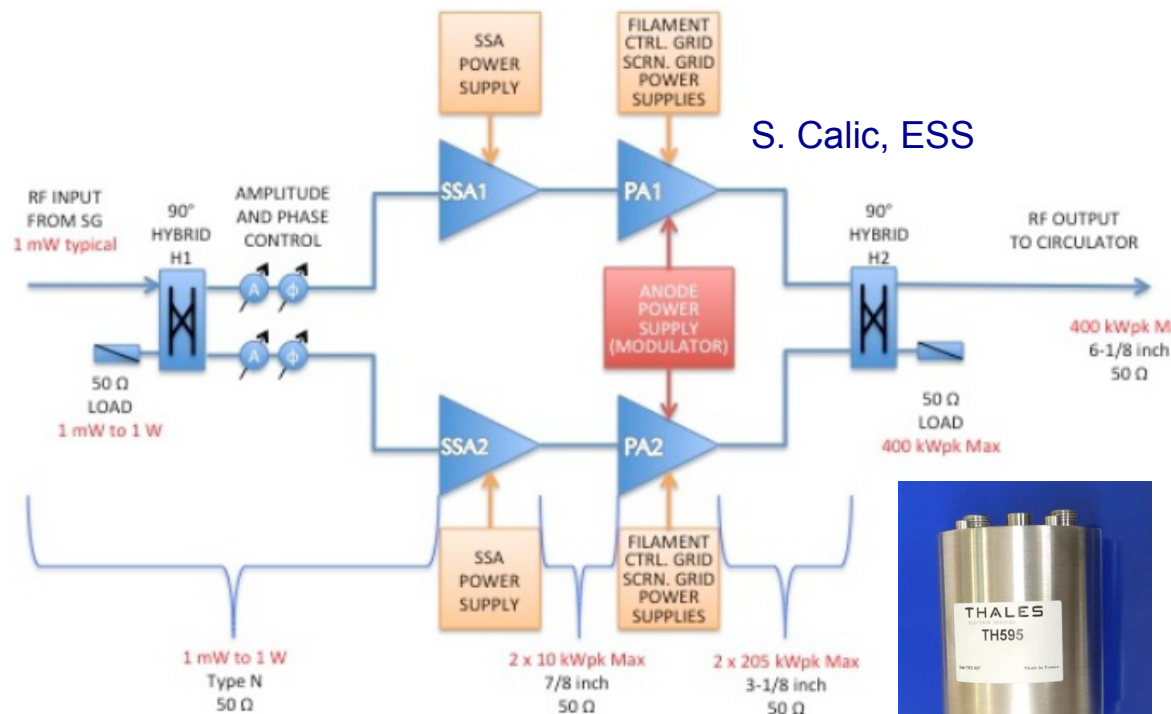 SSA
POWER
SUPPLY
FILAMENT
CTRL. GRID
SCRN. GRID
POWER
SUPPLIES
S. Calic, ESS
RF INPUT
FROM SG
1 mW typical
90°
HYBRID
H1
AMPLITUDE
AND PHASE
CONTROL
SSA1
PA1
90°
HYBRID
H2
RF OUTPUT
TO CIRCULATOR
A
ф
ANODE
POWER
SUPPLY
(MODULATOR)
400 kWpk M
6-1/8 inch
50 Ω
A
ф
50 Ω
LOAD
1 mW to 1 W
SSA2
PA2
50 Ω
LOAD
400 kWpk Max
SSA
POWER
SUPPLY
FILAMENT
CTRL. GRID
SCRN. GRID
POWER
SUPPLIES
1 mW to 1 W
Type N
50 Ω
2 x 10 kWpk Max
7/8 inch
50 Ω
2 x 205 kWpk Max
3-1/8 inch
50 Ω
THALES
TH595
Made in France